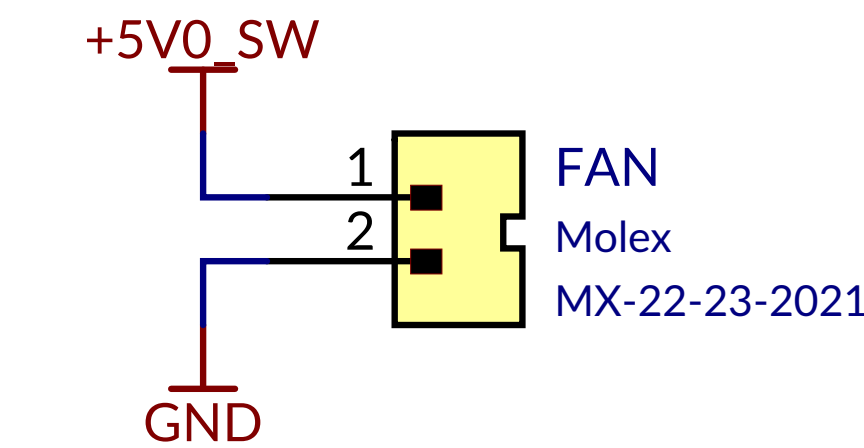 +5V0_SW
1
FAN
2
Molex
MX-22-23-2021
GND